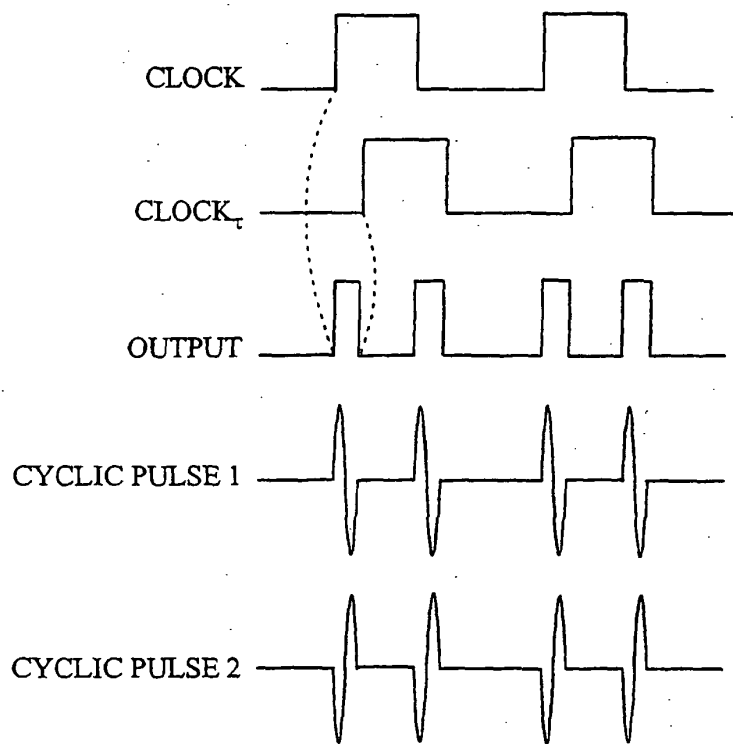 CLOCK
CLOCKτ
OUTPUT
CYCLIC PULSE 1
CYCLIC PULSE 2